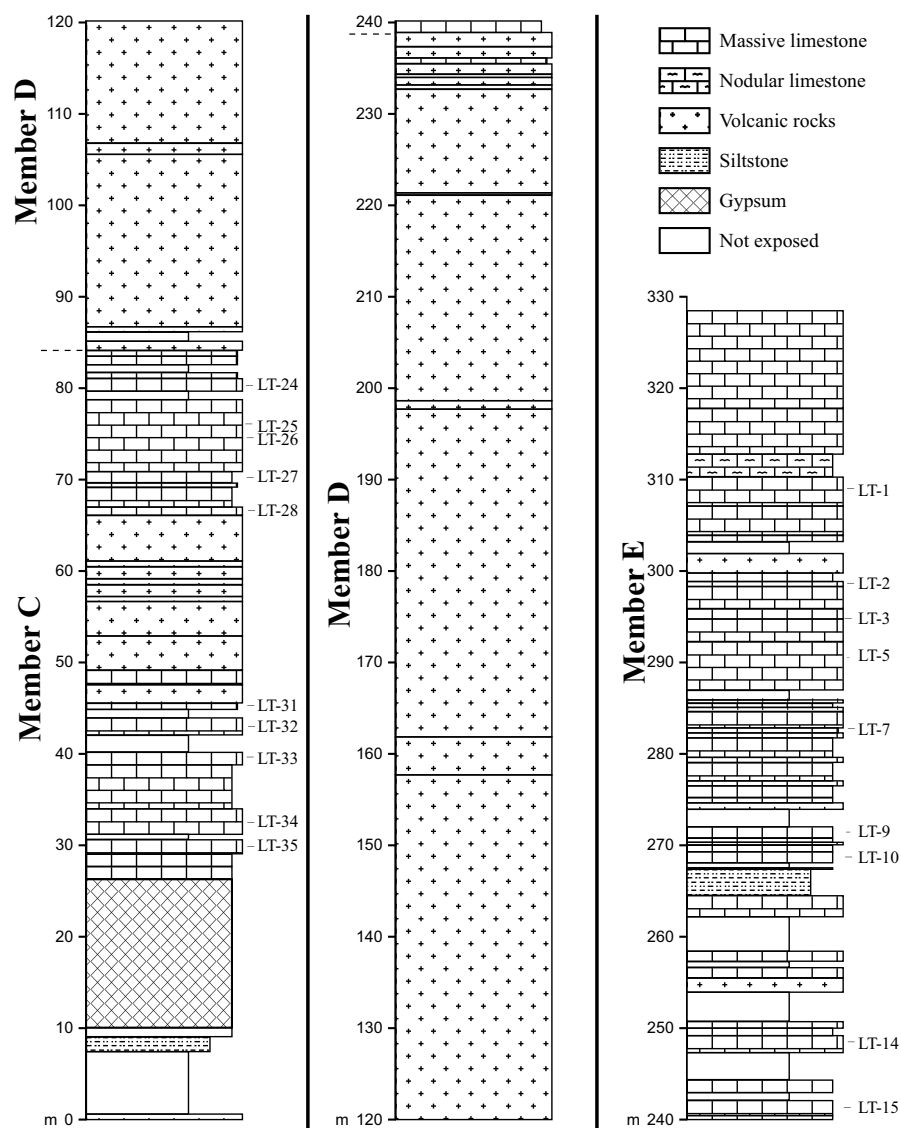 120
110
100
90
80
70
60
50
40
30
20
10
m 0
Member D
Member C
LT-24
LT-25
LT-26
LT-27
LT-28
LT-31
LT-32
LT-33
LT-34
LT-35
240
230
220
210
200
190
180
170
160
150
140
130
m 120
Member D
Massive limestone
Nodular limestone
Volcanic rocks
Siltstone
Gypsum
Not exposed
330
320
310
300
290
280
270
260
250
m 240
Member E
LT-1
LT-2
LT-3
LT-5
LT-7
LT-9
LT-10
LT-14
LT-15